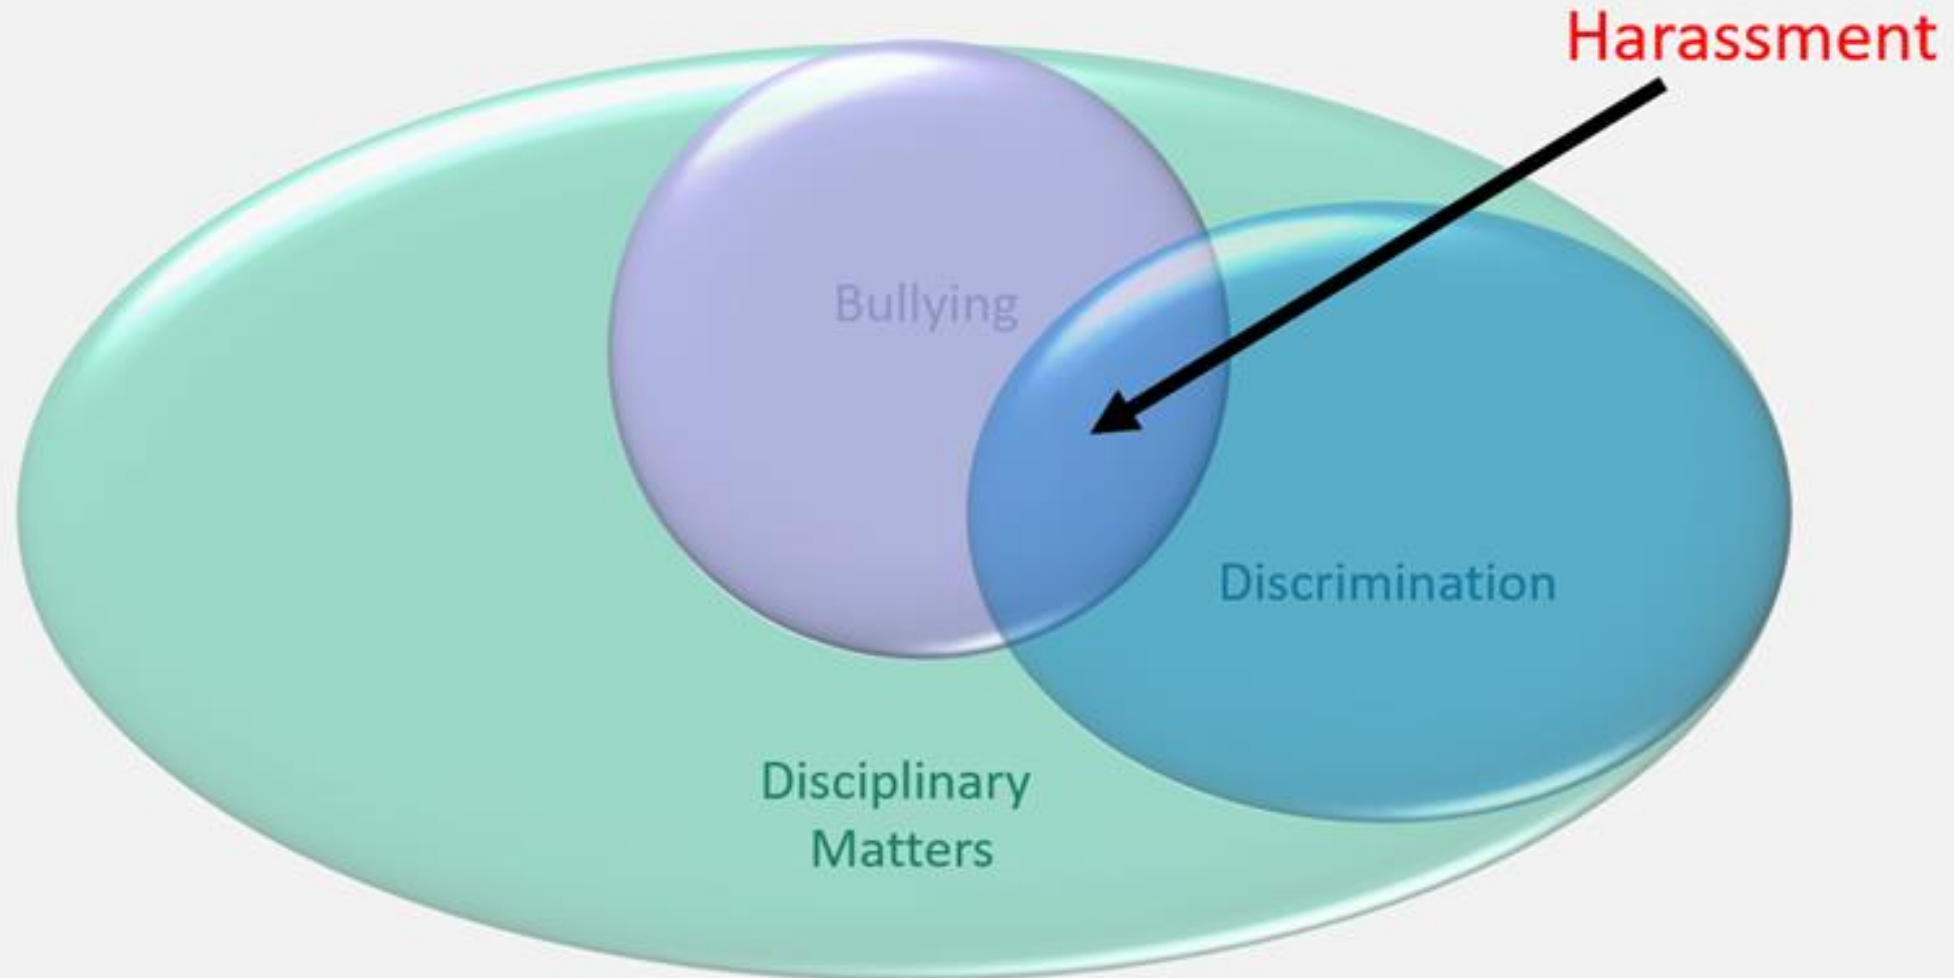 Harassment
Bullying
Discrimination
Disciplinary
Matters